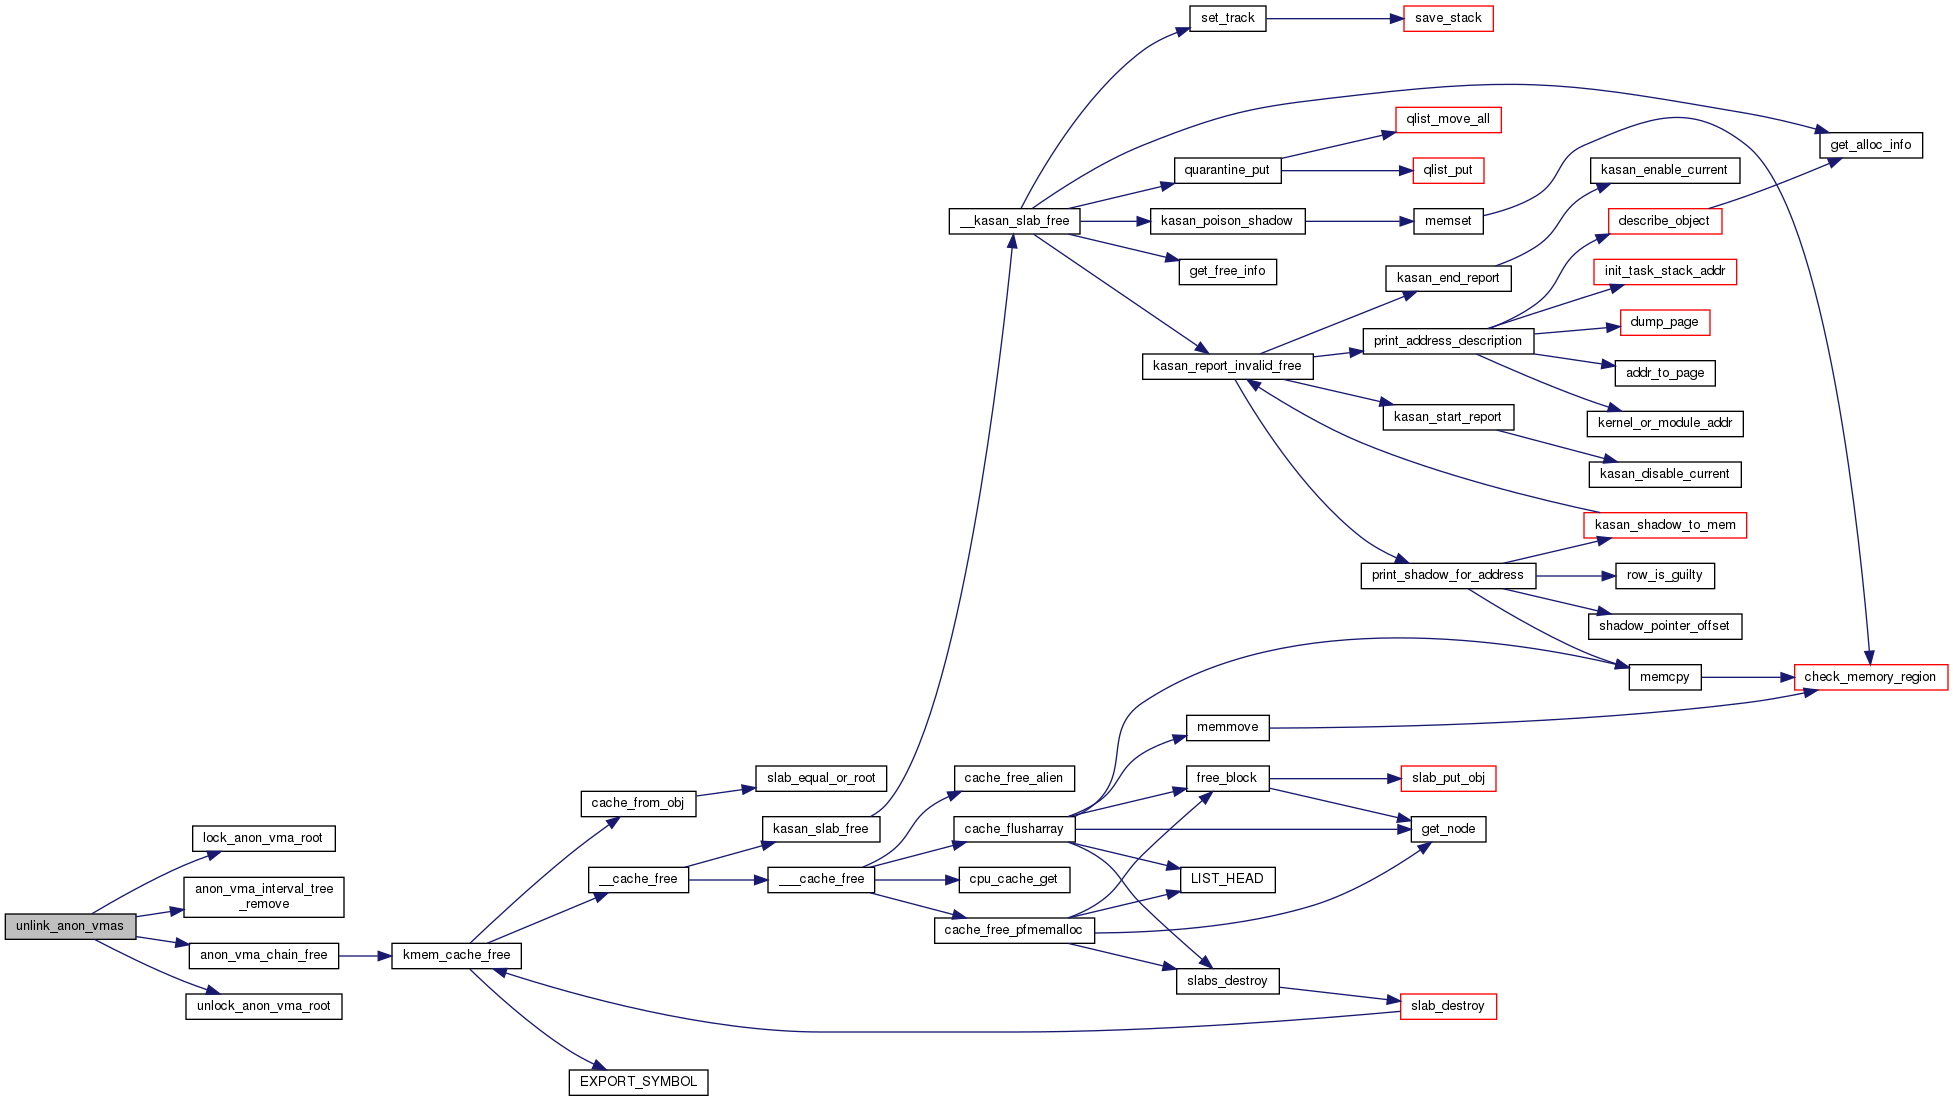 set_track
save_stack
qlist_move_all
get_alloc_info
quarantine_put
qlist_put
kasan_enable_current
__kasan_slab_free
kasan_poison_shadow
memset
describe_object
get_free_info
kasan_end_report
init_task_stack_addr
dump_page
print_address_description
kasan_report_invalid_free
addr_to_page
kasan_start_report
kernel_or_module_addr
kasan_disable_current
kasan_shadow_to_mem
print_shadow_for_address
row_is_guilty
shadow_pointer_offset
memcpy
check_memory_region
memmove
slab_equal_or_root
cache_free_alien
free_block
slab_put_obj
cache_from_obj
lock_anon_vma_root
kasan_slab_free
cache_flusharray
get_node
anon_vma_interval_tree
_remove
__cache_free
___cache_free
cpu_cache_get
LIST_HEAD
unlink_anon_vmas
cache_free_pfmemalloc
anon_vma_chain_free
kmem_cache_free
slabs_destroy
unlock_anon_vma_root
slab_destroy
EXPORT_SYMBOL